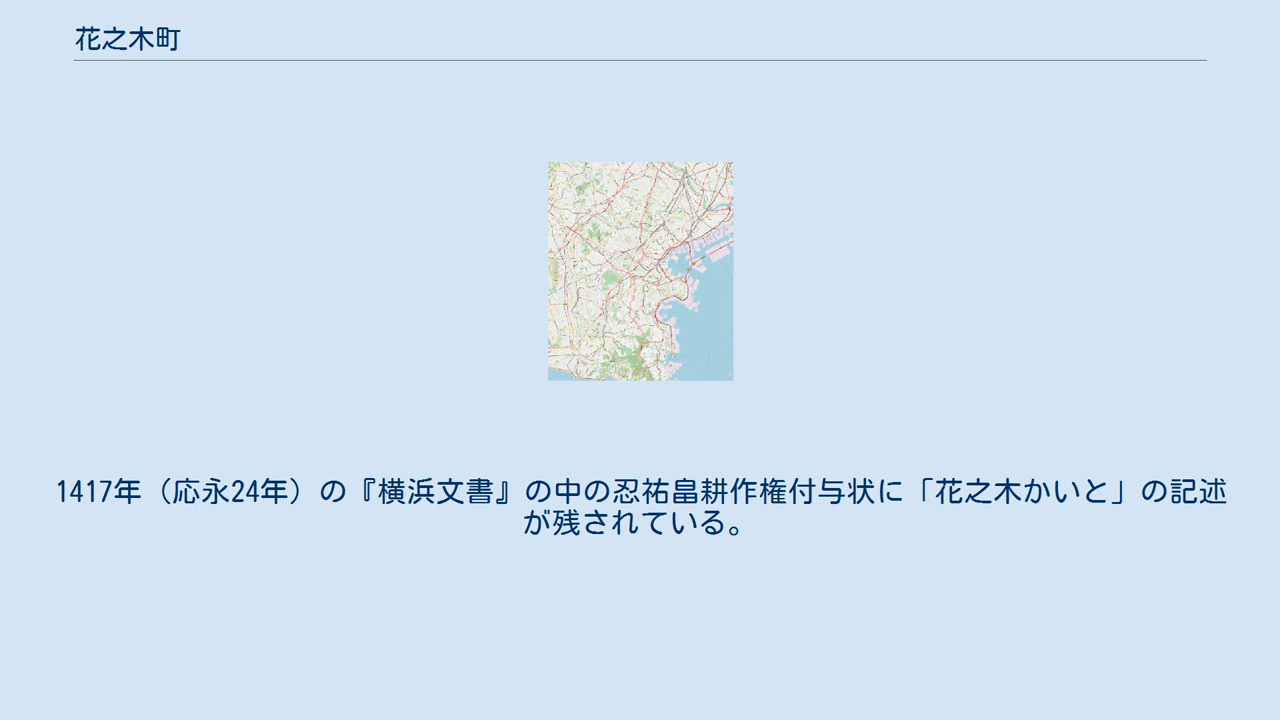 花之木町
1417年（応永24年）の『横浜文書』の中の忍祐畠耕作権付与状に「花之木かいと」の記述
が残されている。